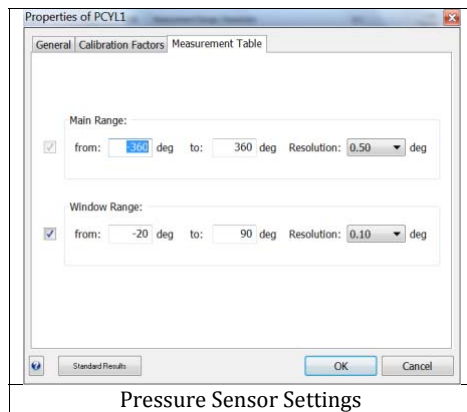 Properties of PCYL1
General Calibration Factors Measurement Table
Main Range:
from: -360 deg to: 360 deg Resolution: 0.50 deg
Window Range:
from: -20 deg to: 90 deg Resolution: 0.10 deg
? Standard Results OK Cancel
Pressure Sensor Settings